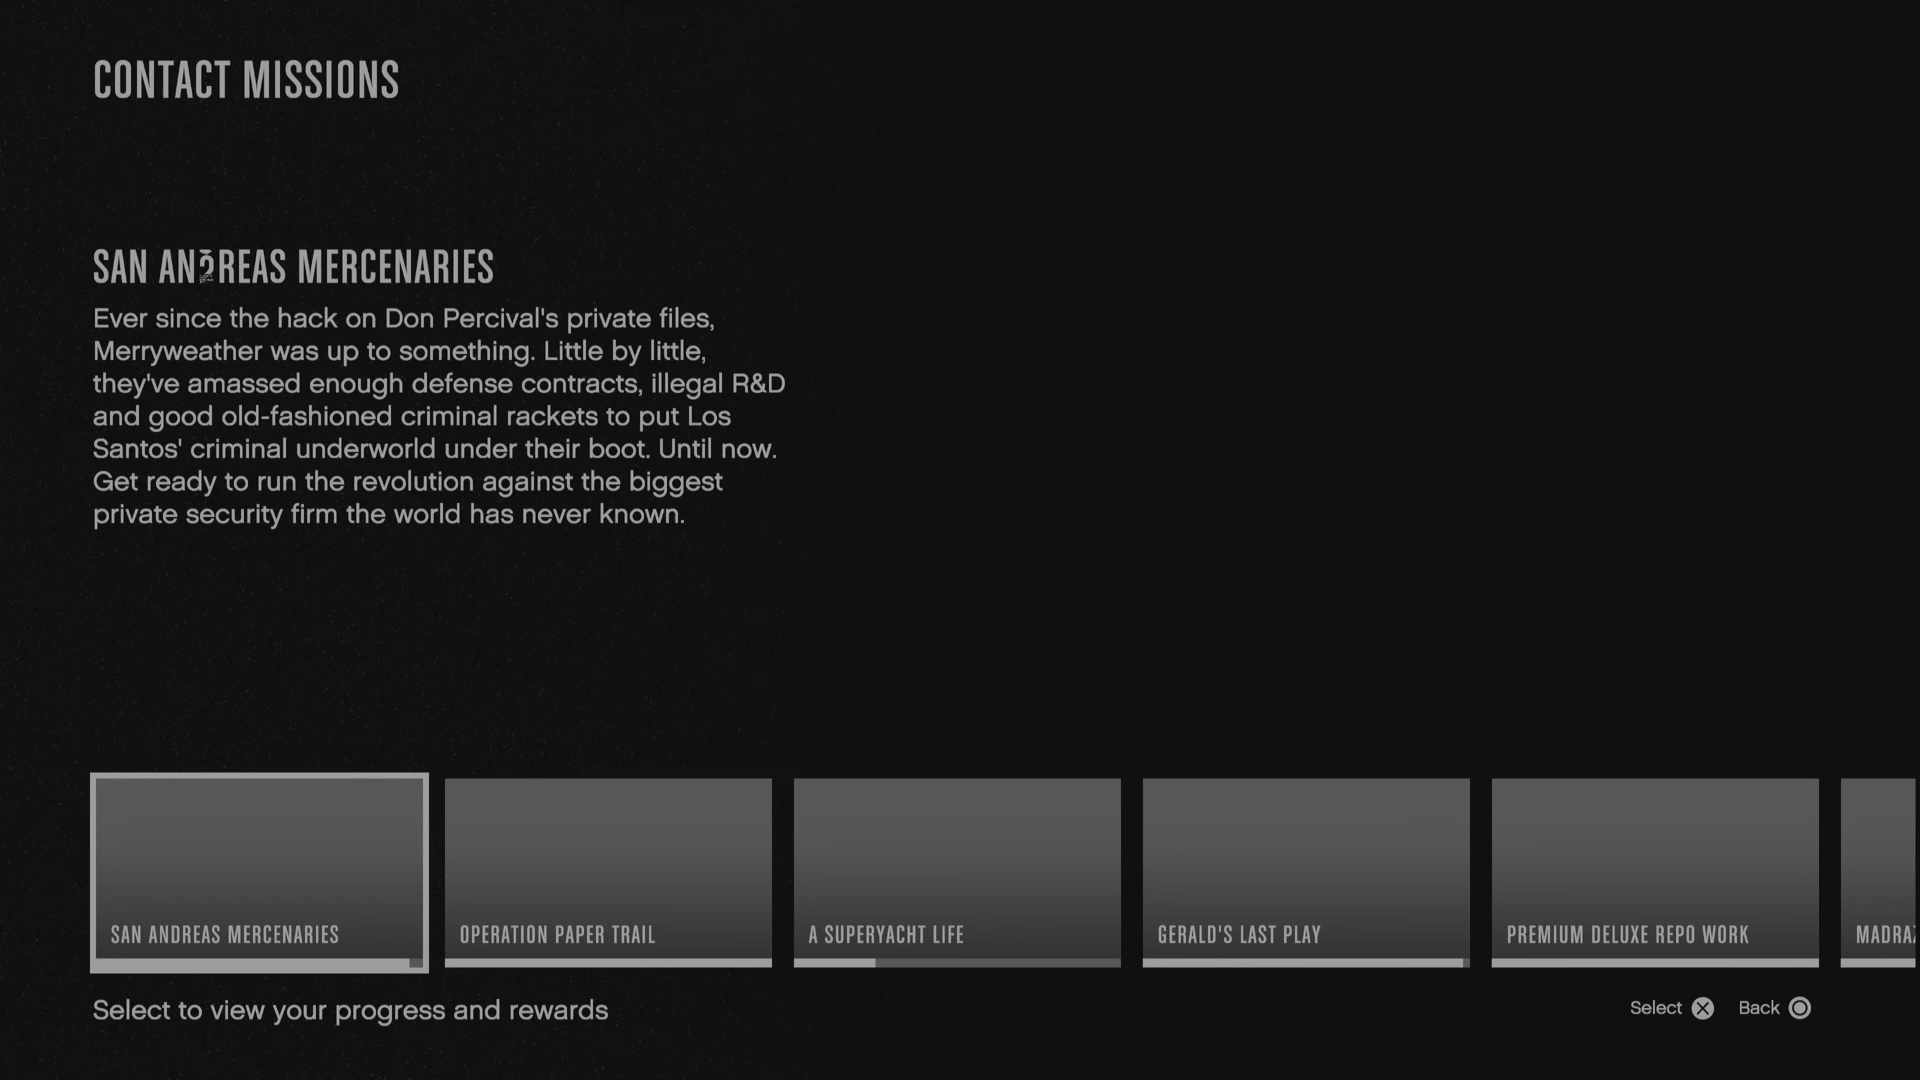 CONTACT MISSIONS
SAN ANDREAS MERCENARIES
Ever since the hack on Don Percival's private files,
Merryweather was up to something. Little by little,
they've amassed enough defense contracts, illegal R&D
and good old-fashioned criminal rackets to put Los
Santos' criminal underworld under their boot. Until now.
Get ready to run the revolution against the biggest
private security firm the world has never known.
SAN ANDREAS MERCENARIES
OPERATION PAPER TRAIL
A SUPERYACHT LIFE
GERALD'S LAST PLAY
PREMIUM DELUXE REPO WORK
Select to view your progress and rewards
Select
Back